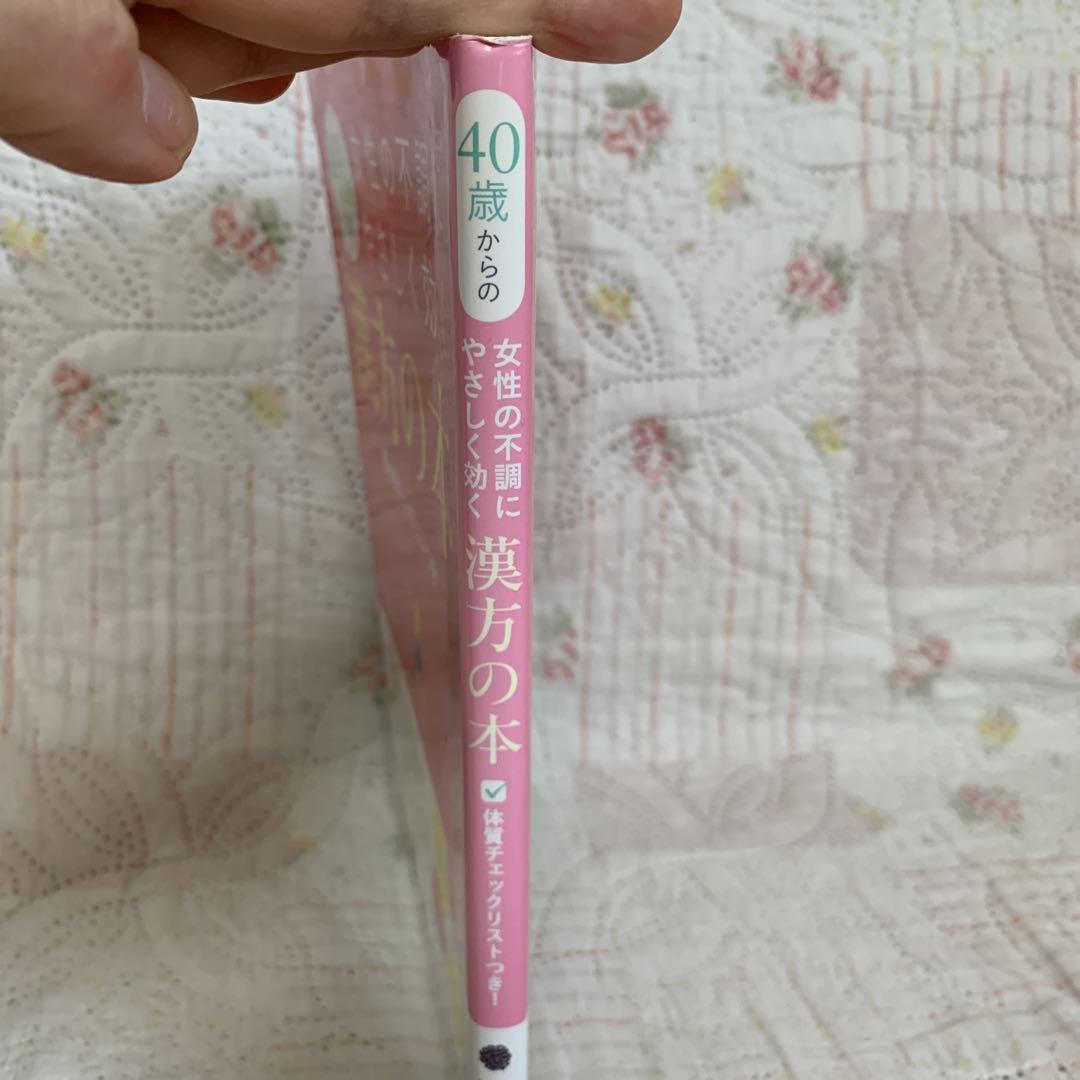 40
歳
からの
女性の不調に
やさしく効く
漢方の本
体質チェックリストつき!